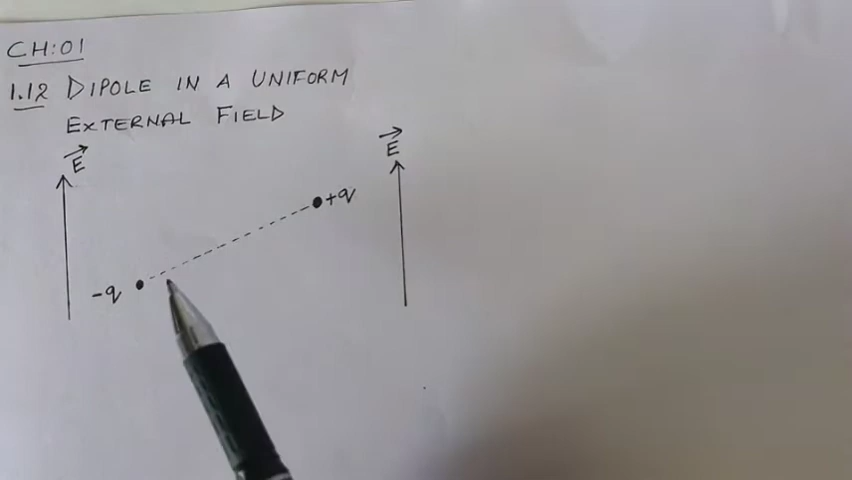 CH:01
1.12 DIPOLE IN A UNIFORM
EXTERNAL FIELD
E
E
+q
-q